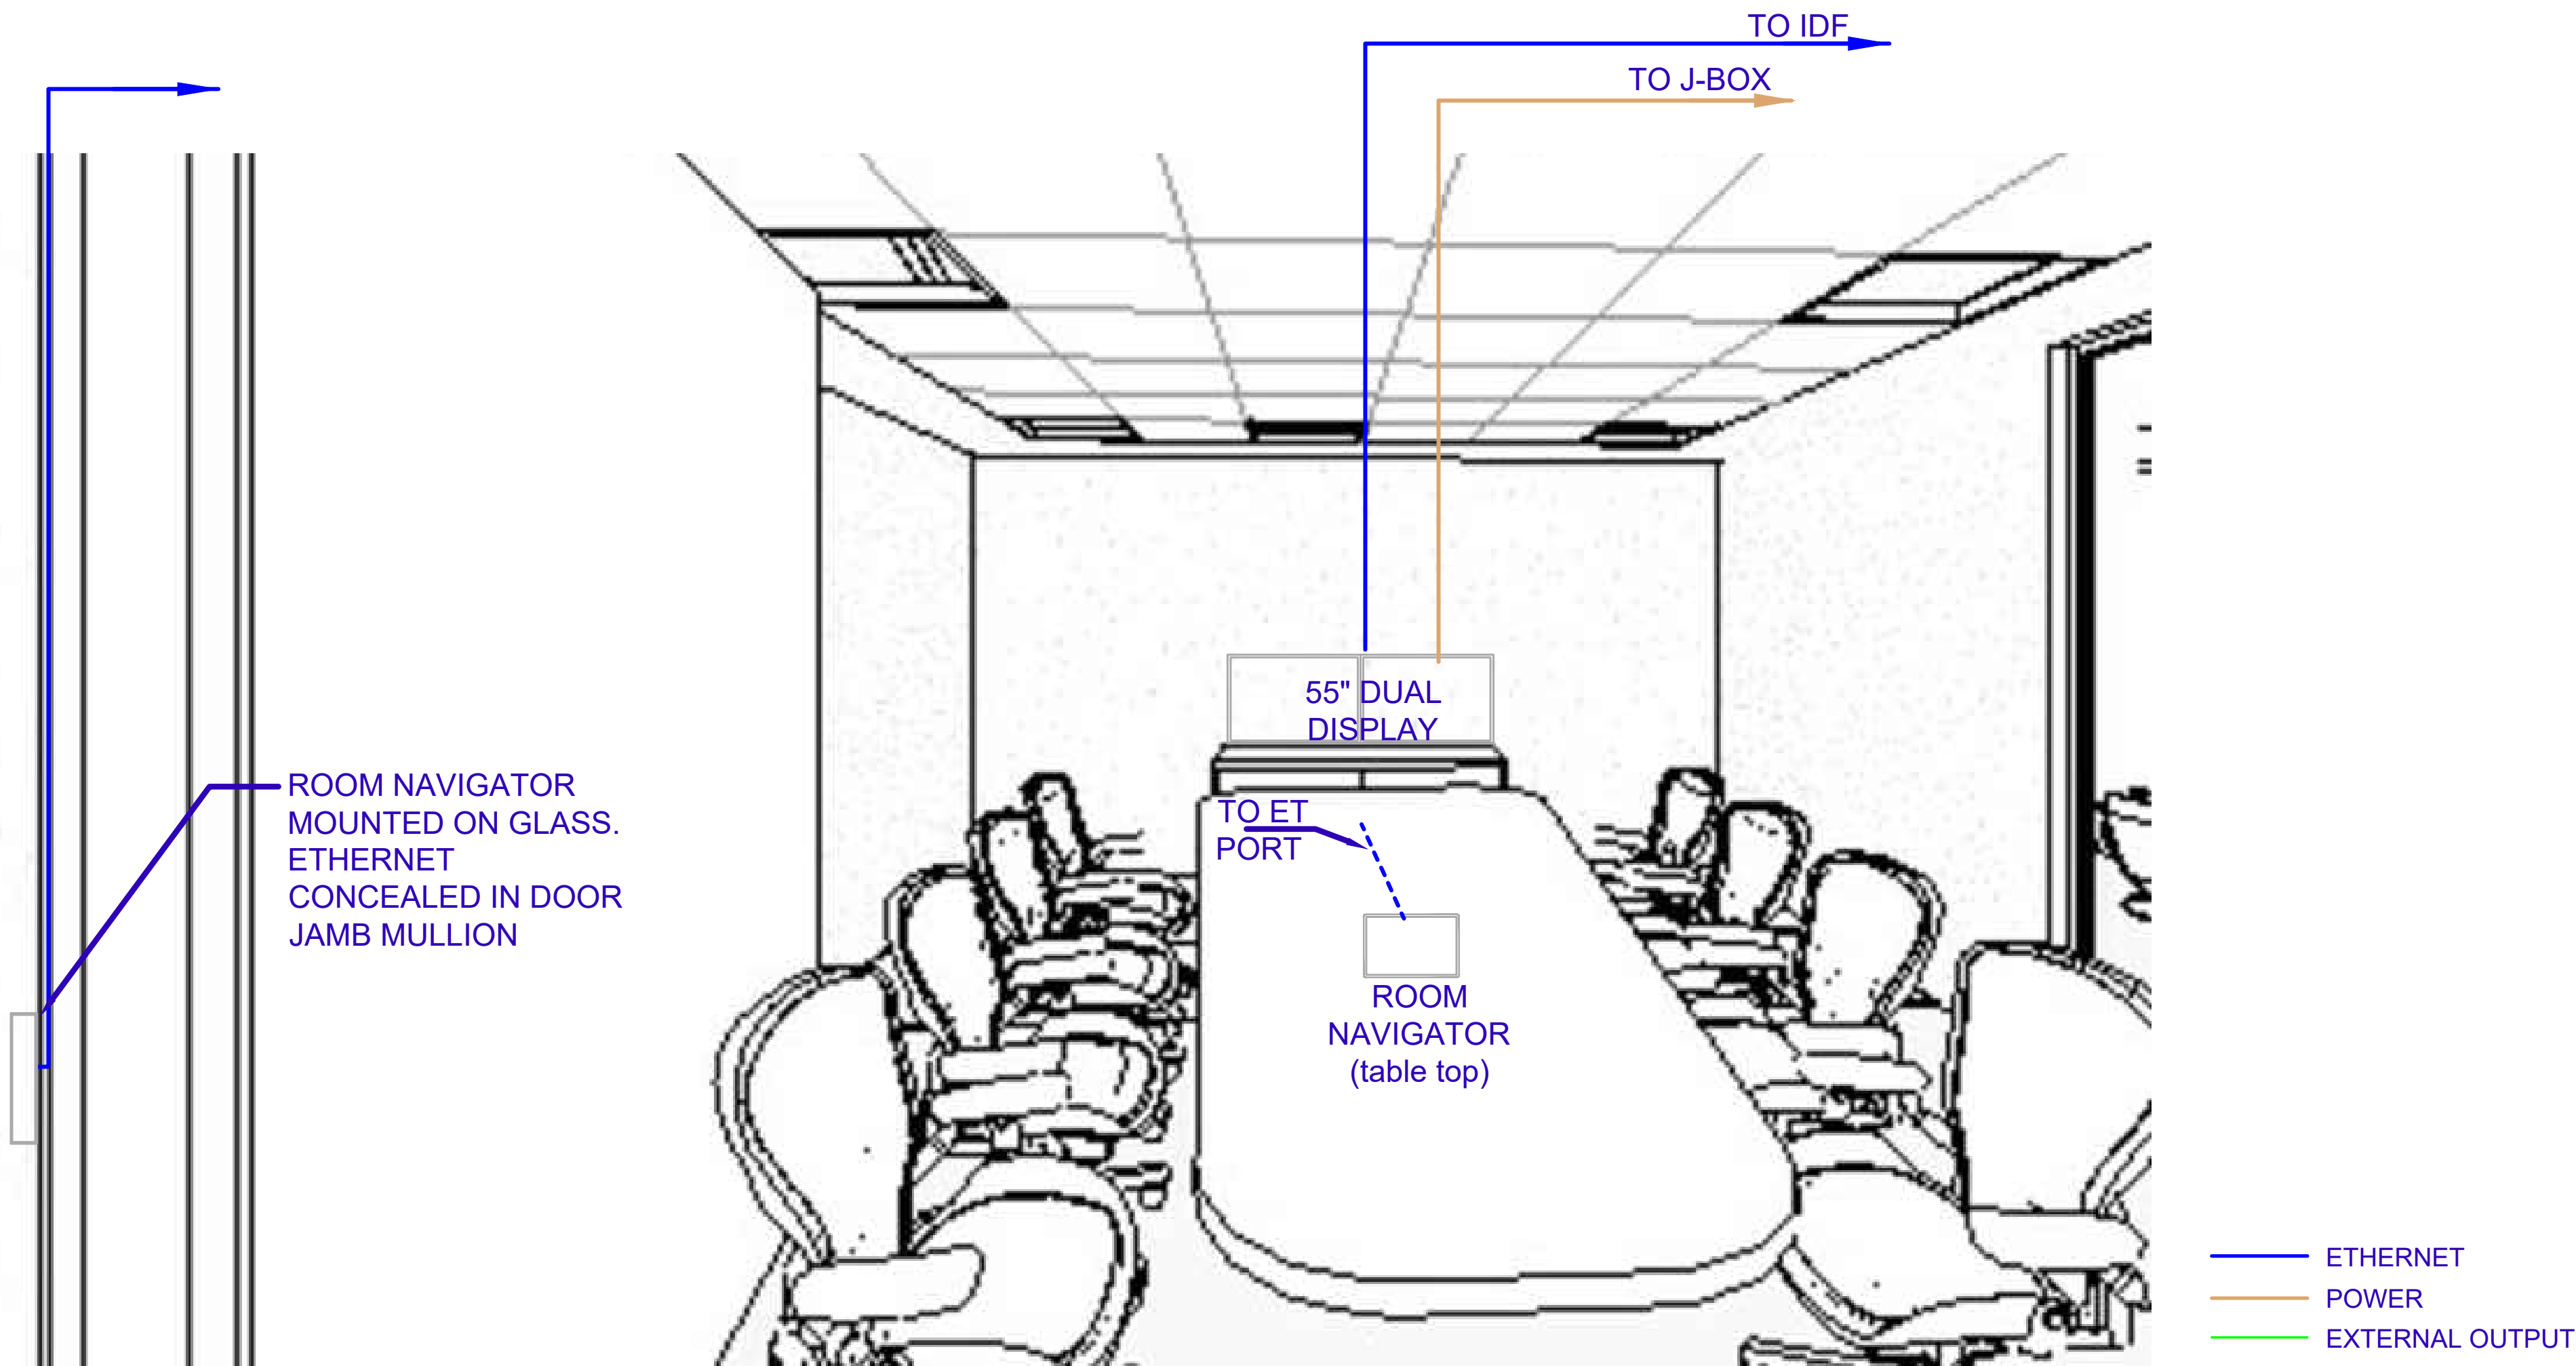 TO IDF
TO J-BOX
55" DUAL
DISPLAY
ROOM NAVIGATOR
MOUNTED ON GLASS.
ETHERNET
CONCEALED IN DOOR
JAMB MULLION
TO ET
PORT
ROOM
NAVIGATOR
(table top)
ETHERNET
POWER
EXTERNAL OUTPUT